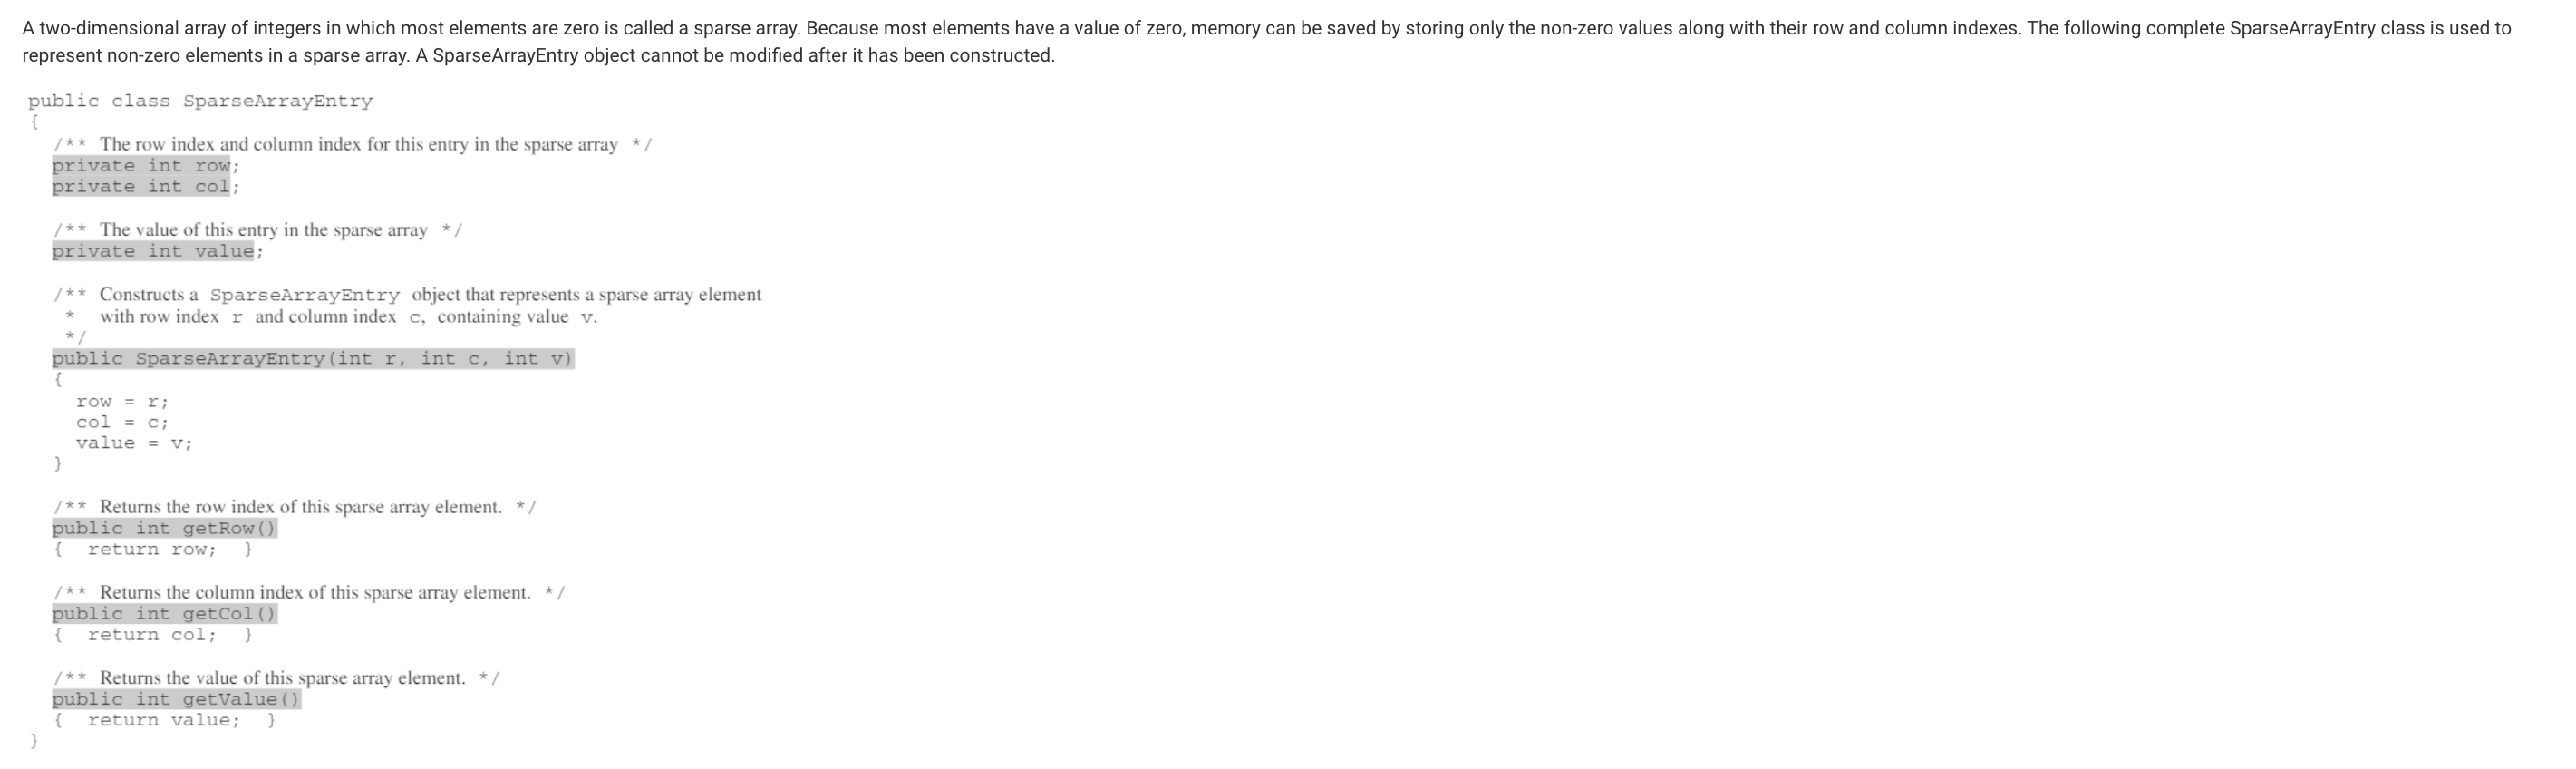 A two-dimensional array of integers in which most elements are zero is called a sparse array. Because most elements have a value of zero, memory can be saved by storing only the non-zero values along with their row and column indexes. The following complete SparseArrayEntry class is used to
represent non-zero elements in a sparse array. A SparseArrayEntry object cannot be modified after it has been constructed.
public class SparseArrayEntry
{
/** The row index and column index for this entry in the sparse array */
private int row;
private int col;
/** The value of this entry in the sparse array */
private int value;
/** Constructs a SparseArrayEntry object that represents a sparse array element
* with row index r and column index c, containing value v.
*/
public SparseArrayEntry(int r, int c, int v)
{
row = r;
col = c;
value = v;
}
/** Returns the row index of this sparse array element. */
public int getRow()
{ return row; }
/** Returns the column index of this sparse array element. */
public int getCol()
{ return col; }
/** Returns the value of this sparse array element. */
public int getValue()
{ return value; }
}